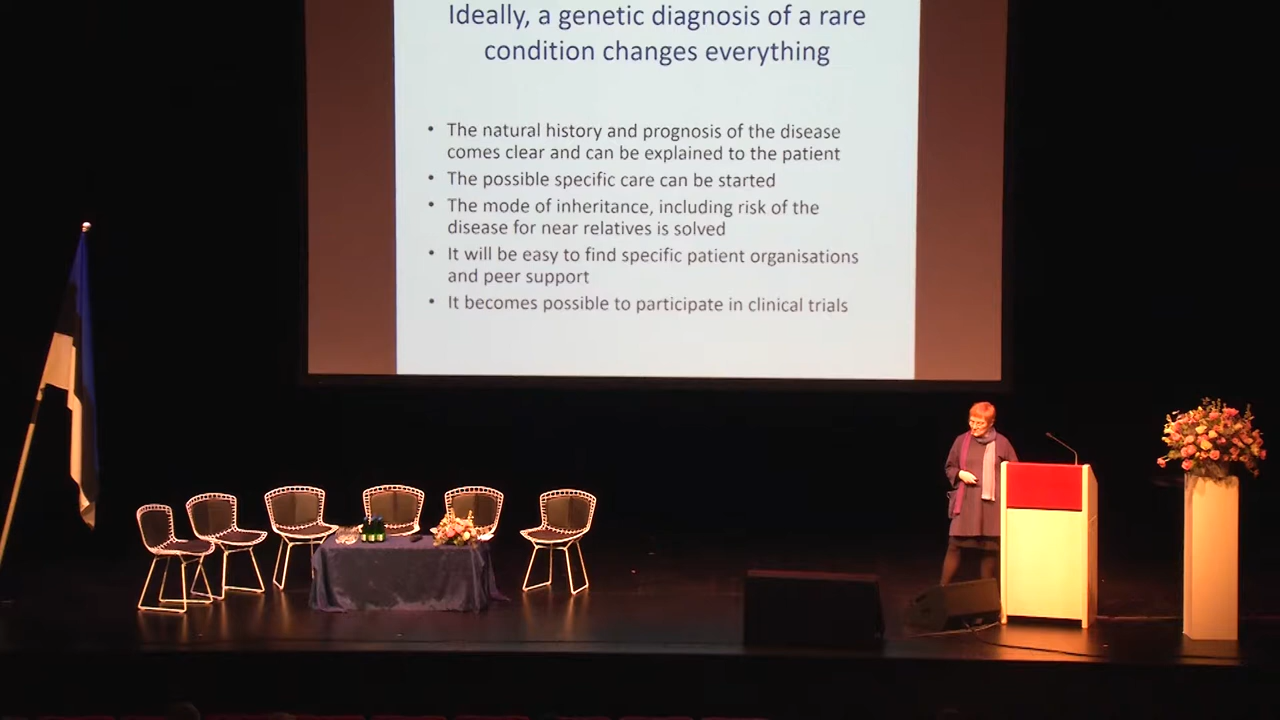 Ideally, a genetic diagnosis of a rare
condition changes everything
• The natural history and prognosis of the disease
comes clear and can be explained to the patient
• The possible specific care can be started
• The mode of inheritance, including risk of the
disease for near relatives is solved
• It will be easy to find specific patient organisations
and peer support
• It becomes possible to participate in clinical trials